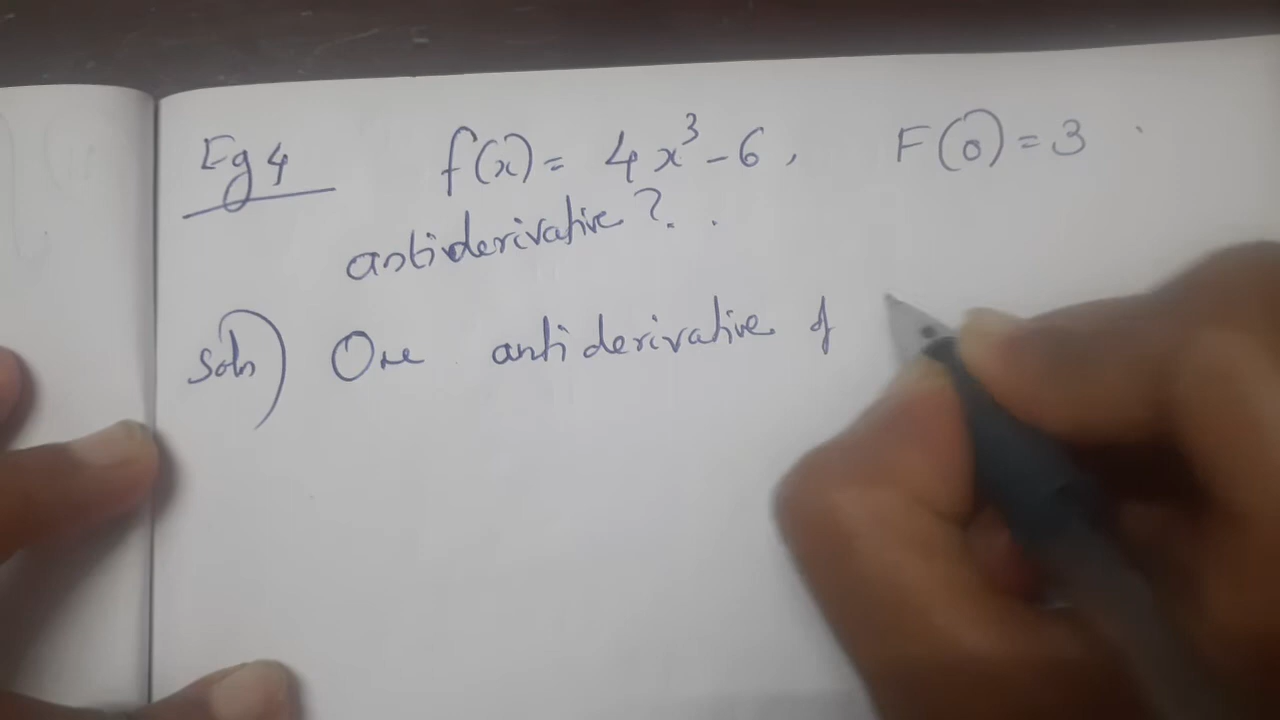 Eg 4 f(x) = 4x³ - 6, F(0) = 3
antiderivative ?.
Soln) One antiderivative of